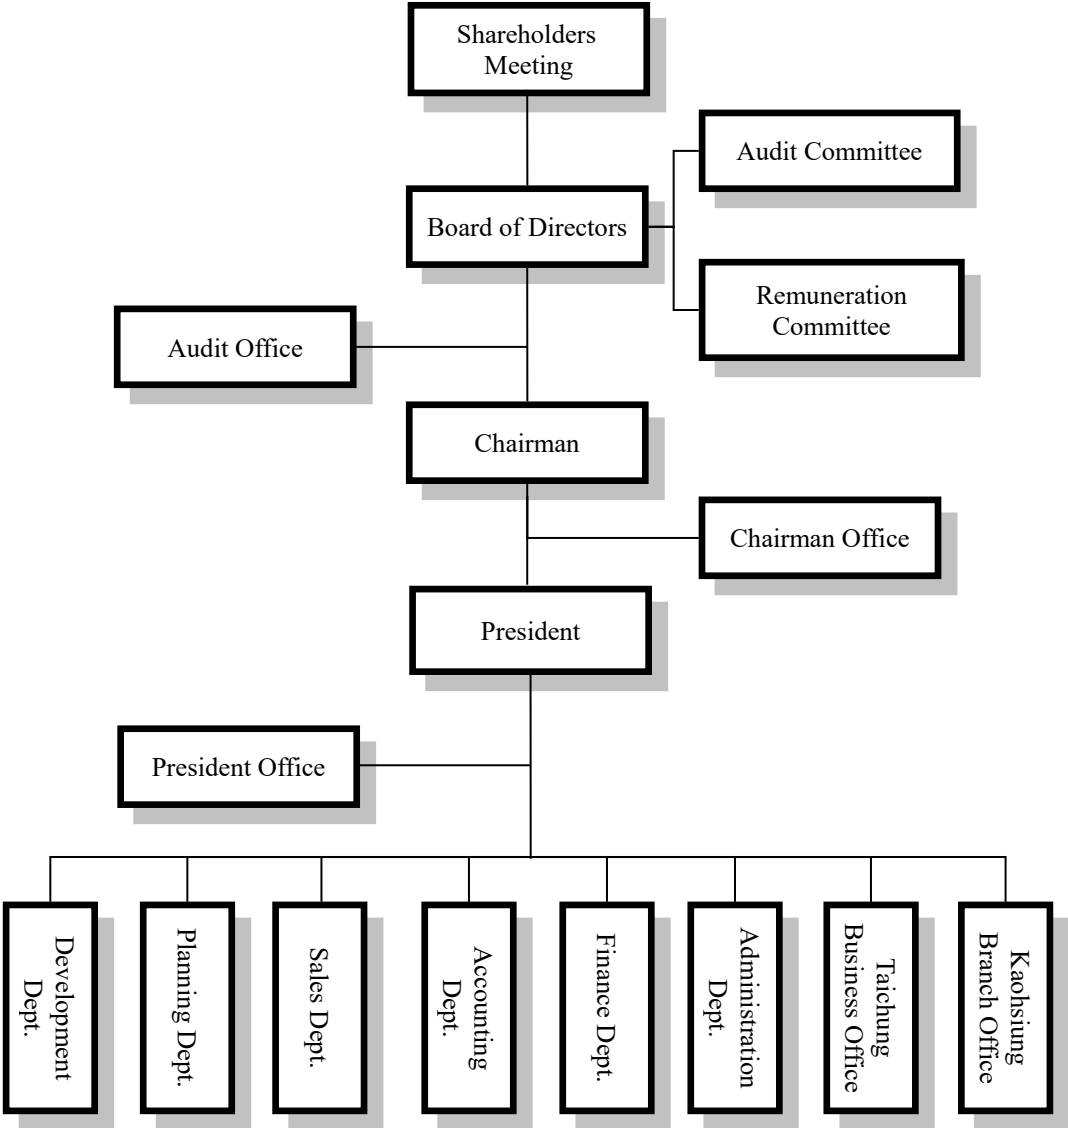 Shareholders
Meeting
Audit Committee
Board of Directors
Remuneration
Committee
Audit Office
Chairman
Chairman Office
President
President Office
Development
Dept.
Planning Dept.
Sales Dept.
Accounting
Dept.
Finance Dept.
Administration
Dept.
Taichung
Business Office
Kaohsiung
Branch Office